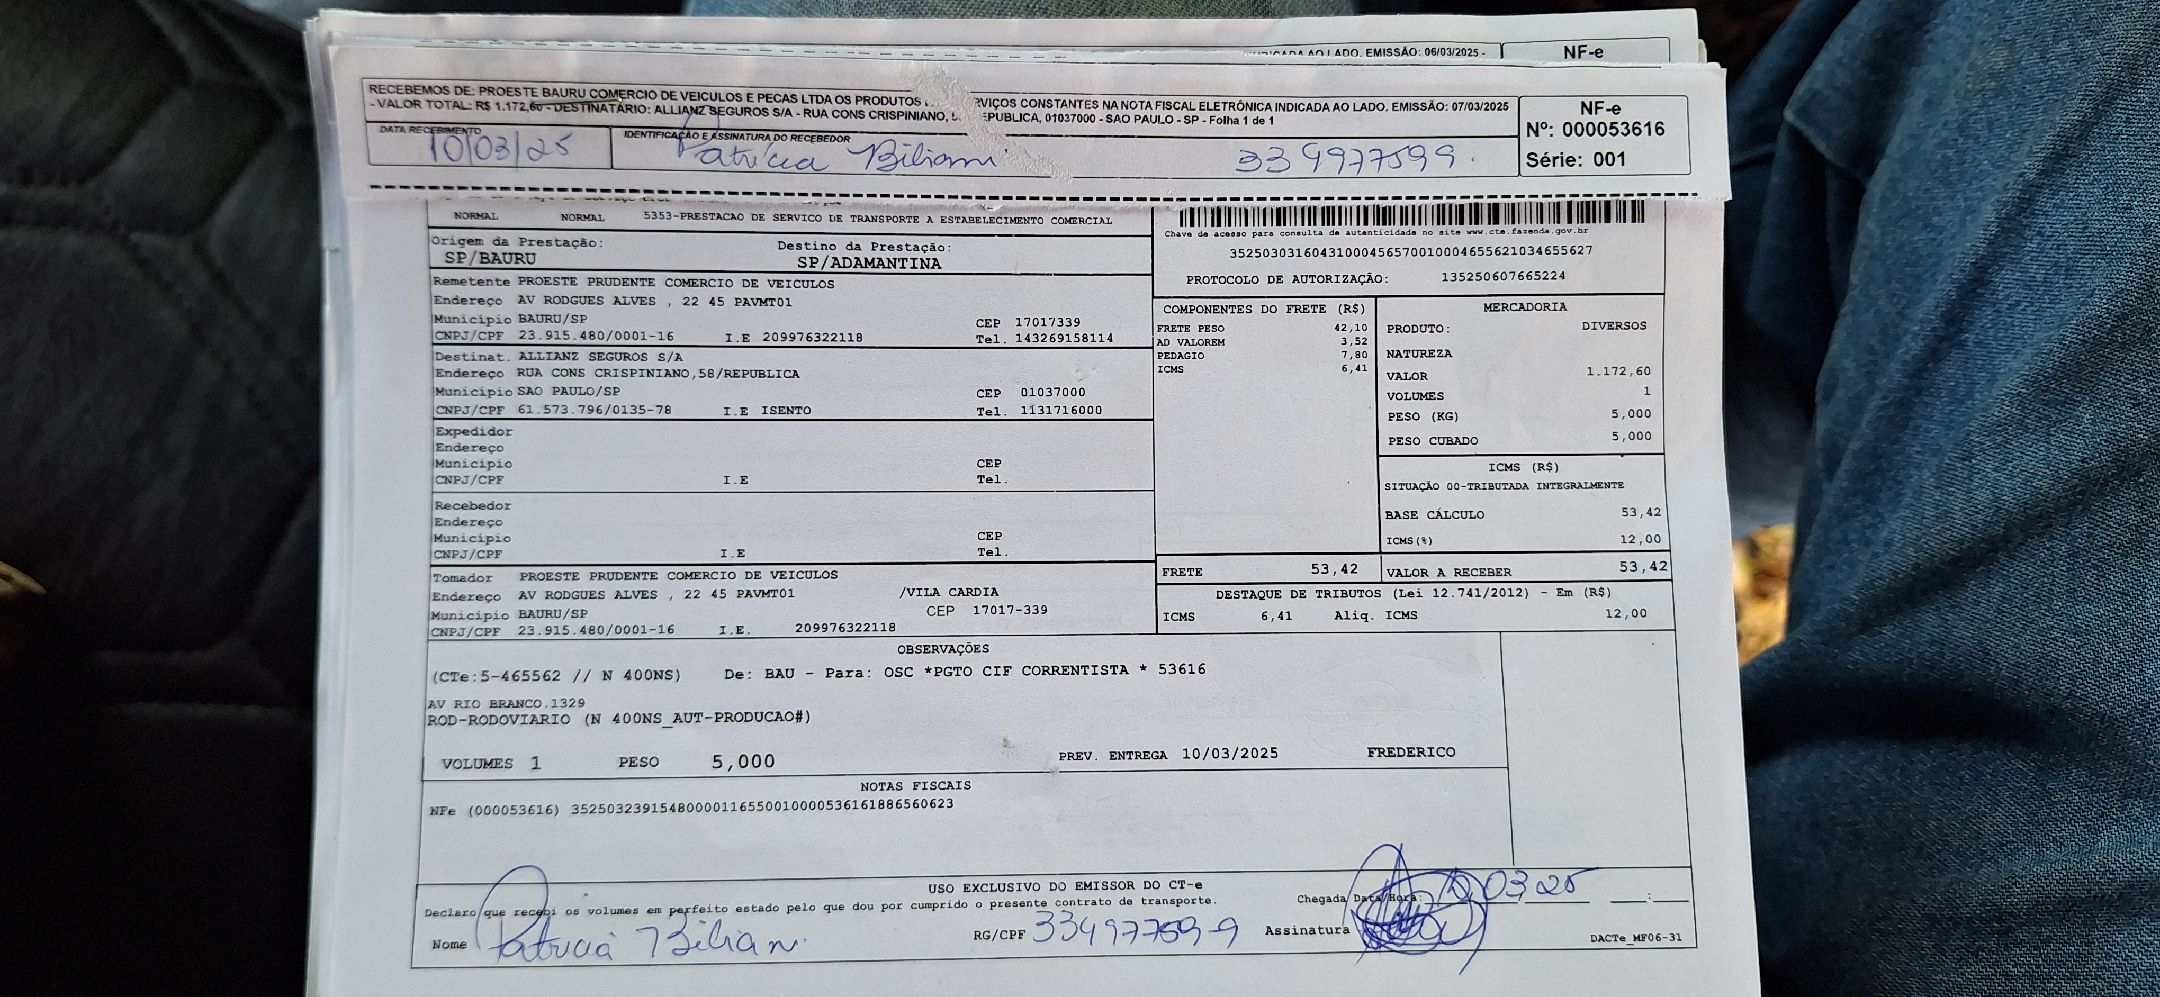 AO LADO. EMISSÃO: 06/03/2025 -
NF-e
RECEBEMOS DE: PROESTE BAURU COMERCIO DE VEICULOS E PECAS LTDA OS PRODUTOS CONSTANTES NA NOTA FISCAL ELETRÔNICA INDICADA AO LADO. EMISSÃO: 07/03/2025
- VALOR TOTAL: R$ 1.172,60 - DESTINATÁRIO: ALLIANZ SEGUROS S/A - RUA CONS CRISPINIANO, 01037000 - SAO PAULO - SP - Folha 1 de 1
NF-e
Nº: 000053616
Série: 001
DATA RECEBIMENTO
10/03/25
IDENTIFICAÇÃO E ASSINATURA DO RECEBEDOR
Patrícia 339977599.
NORMAL NORMAL 5353-PRESTACAO DE SERVICO DE TRANSPORTE A ESTABELECIMENTO COMERCIAL
Chave de acesso para consulta de autenticidade no site www.cte.fazenda.gov.br
35250303160431000456570010004655621034655627
PROTOCOLO DE AUTORIZAÇÃO: 135250607665224
Origem da Prestação:
SP/BAURU
Destino da Prestação:
SP/ADAMANTINA
Remetente PROESTE PRUDENTE COMERCIO DE VEICULOS
Endereço AV RODGUES ALVES , 22 45 PAVMT01
Município BAURU/SP CEP 17017339
CNPJ/CPF 23.915.480/0001-16 I.E 209976322118 Tel. 143269158114
Destinat. ALLIANZ SEGUROS S/A
Endereço RUA CONS CRISPINIANO,58/REPUBLICA
Município SAO PAULO/SP CEP 01037000
CNPJ/CPF 61.573.796/0135-78 I.E ISENTO Tel. 1131716000
Expedidor
Endereço
Município CEP
CNPJ/CPF I.E Tel.
Recebedor
Endereço
Município CEP
CNPJ/CPF I.E Tel.
Tomador PROESTE PRUDENTE COMERCIO DE VEICULOS
Endereço AV RODGUES ALVES , 22 45 PAVMT01 /VILA CARDIA
Município BAURU/SP CEP 17017-339
CNPJ/CPF 23.915.480/0001-16 I.E. 209976322118
COMPONENTES DO FRETE (R$)
FRETE PESO 42,10
AD VALOREM 3,52
PEDAGIO 7,80
ICMS 6,41
FRETE 53,42
MERCADORIA
PRODUTO: DIVERSOS
NATUREZA
VALOR 1.172,60
VOLUMES 1
PESO (KG) 5,000
PESO CUBADO 5,000
ICMS (R$)
SITUAÇÃO 00-TRIBUTADA INTEGRALMENTE
BASE CÁLCULO 53,42
ICMS(%) 12,00
VALOR A RECEBER 53,42
DESTAQUE DE TRIBUTOS (Lei 12.741/2012) - Em (R$)
ICMS 6,41 Aliq. ICMS 12,00
OBSERVAÇÕES
(CTe:5-465562 // N 400NS) De: BAU - Para: OSC *PGTO CIF CORRENTISTA * 53616
AV RIO BRANCO,1329
ROD-RODOVIARIO (N 400NS_AUT-PRODUCAO#)
VOLUMES 1 PESO 5,000 PREV. ENTREGA 10/03/2025 FREDERICO
NOTAS FISCAIS
NFe (000053616) 35250323915480000116550010000536161886560623
USO EXCLUSIVO DO EMISSOR DO CT-e
Declaro que recebi os volumes em perfeito estado pelo que dou por cumprido o presente contrato de transporte.
Chegada Data/Hora: 03 25 :
Nome Patricia RG/CPF Assinatura
DACTe_MF06-31